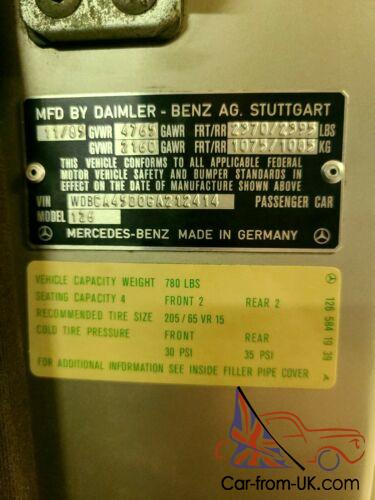 MFD BY DAIMLER - BENZ AG. STUTTGART
11/85 GVWR 4765 GAWR FRT/RR 2370/2395 LBS
GVWR 2160 GAWR FRT/RR 1075/1085 KG
THIS VEHICLE CONFORMS TO ALL APPLICABLE FEDERAL
MOTOR VEHICLE SAFETY AND BUMPER STANDARDS IN
EFFECT ON THE DATE OF MANUFACTURE SHOWN ABOVE
VIN WDBCA45D0GA212414 PASSENGER CAR
MODEL 126
MERCEDES-BENZ MADE IN GERMANY
VEHICLE CAPACITY WEIGHT 780 LBS
SEATING CAPACITY 4 FRONT 2 REAR 2
RECOMMENDED TIRE SIZE 205 / 65 VR 15
COLD TIRE PRESSURE FRONT REAR
30 PSI 35 PSI
FOR ADDITIONAL INFORMATION SEE INSIDE FILLER PIPE COVER
126 584 19 39 A
Car-from-UK.com